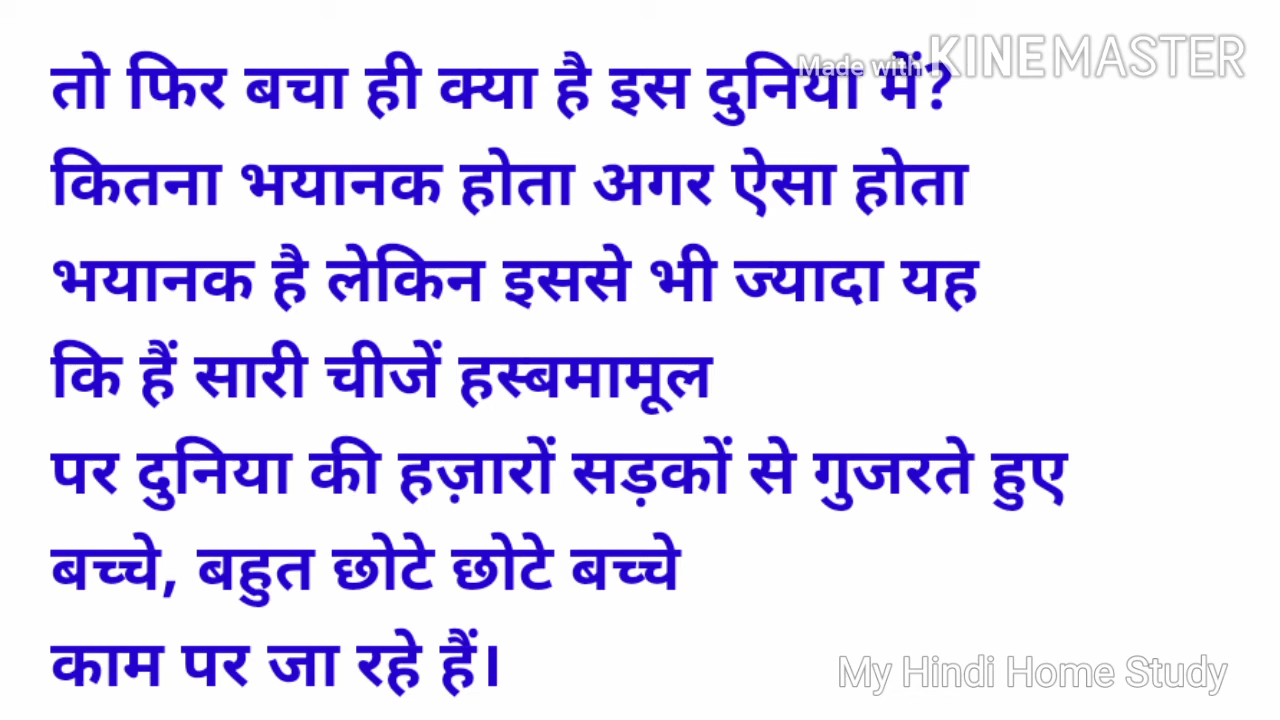 Made with KINEMASTER
तो फिर बचा ही क्या है इस दुनिया में?
कितना भयानक होता अगर ऐसा होता
भयानक है लेकिन इससे भी ज्यादा यह
कि हैं सारी चीजें हस्बमामूल
पर दुनिया की हज़ारों सड़कों से गुजरते हुए
बच्चे, बहुत छोटे छोटे बच्चे
काम पर जा रहे हैं।
My Hindi Home Study